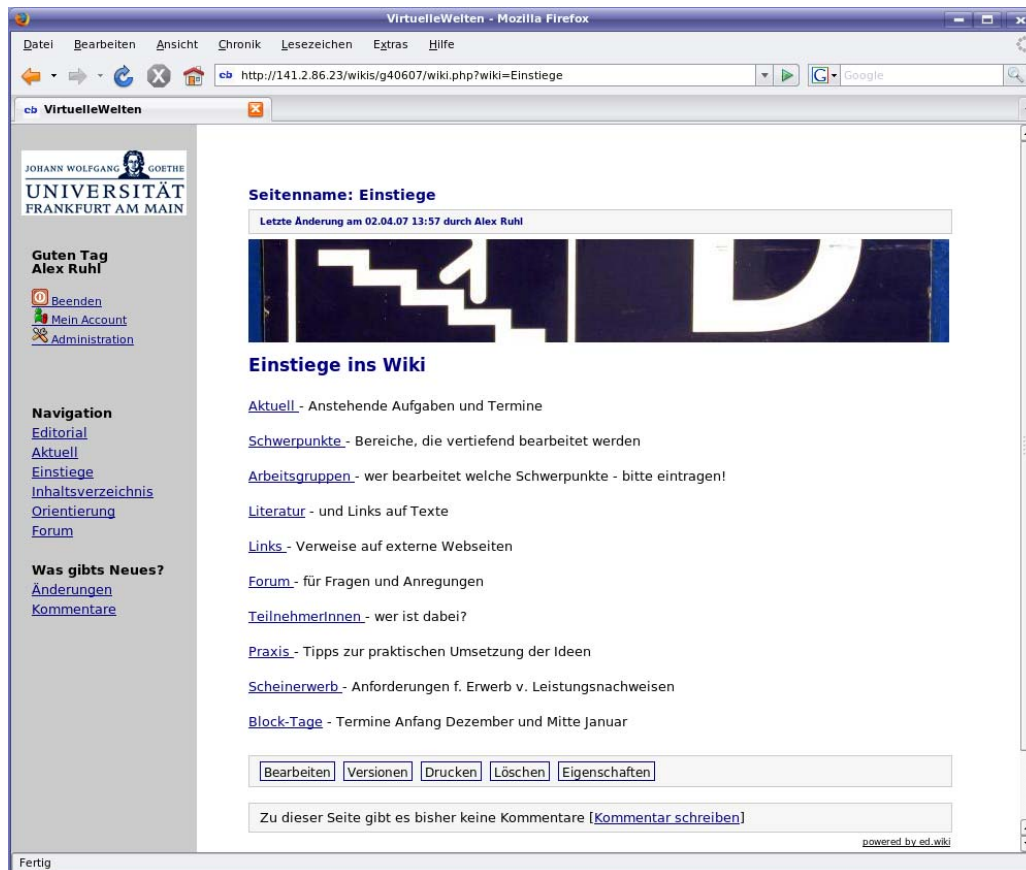 VirtuelleWelten - Mozilla Firefox
Datei Bearbeiten Ansicht Chronik Lesezeichen Extras Hilfe
cb http://141.2.86.23/wikis/g40607/wiki.php?wiki=Einstiege
G Google
cb VirtuelleWelten
JOHANN WOLFGANG GOETHE
UNIVERSITÄT
FRANKFURT AM MAIN
Guten Tag
Alex Ruhl
Beenden
Mein Account
Administration
Navigation
Editorial
Aktuell
Einstiege
Inhaltsverzeichnis
Orientierung
Forum
Was gibts Neues?
Änderungen
Kommentare
Seitenname: Einstiege
Letzte Änderung am 02.04.07 13:57 durch Alex Ruhl
Einstiege ins Wiki
Aktuell - Anstehende Aufgaben und Termine
Schwerpunkte - Bereiche, die vertiefend bearbeitet werden
Arbeitsgruppen - wer bearbeitet welche Schwerpunkte - bitte eintragen!
Literatur - und Links auf Texte
Links - Verweise auf externe Webseiten
Forum - für Fragen und Anregungen
TeilnehmerInnen - wer ist dabei?
Praxis - Tipps zur praktischen Umsetzung der Ideen
Scheinerwerb - Anforderungen f. Erwerb v. Leistungsnachweisen
Block-Tage - Termine Anfang Dezember und Mitte Januar
Bearbeiten Versionen Drucken Löschen Eigenschaften
Zu dieser Seite gibt es bisher keine Kommentare [Kommentar schreiben]
powered by ed.wiki
Fertig